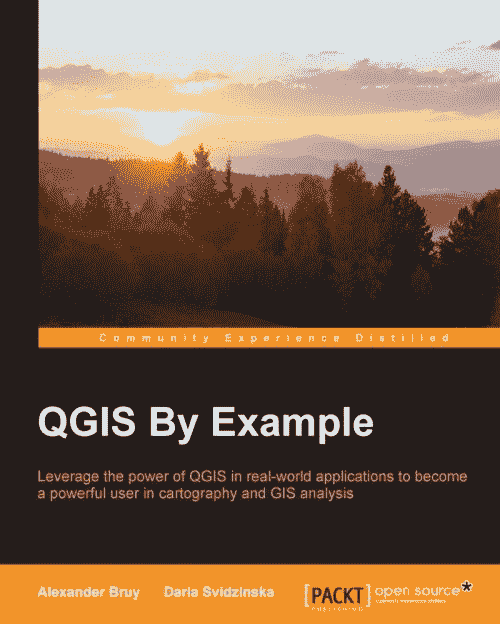 Community Experience Distilled
QGIS By Example
Leverage the power of QGIS in real-world applications to become
a powerful user in cartography and GIS analysis
Alexander Bruy Daria Svidzinska
[PACKT] open source*